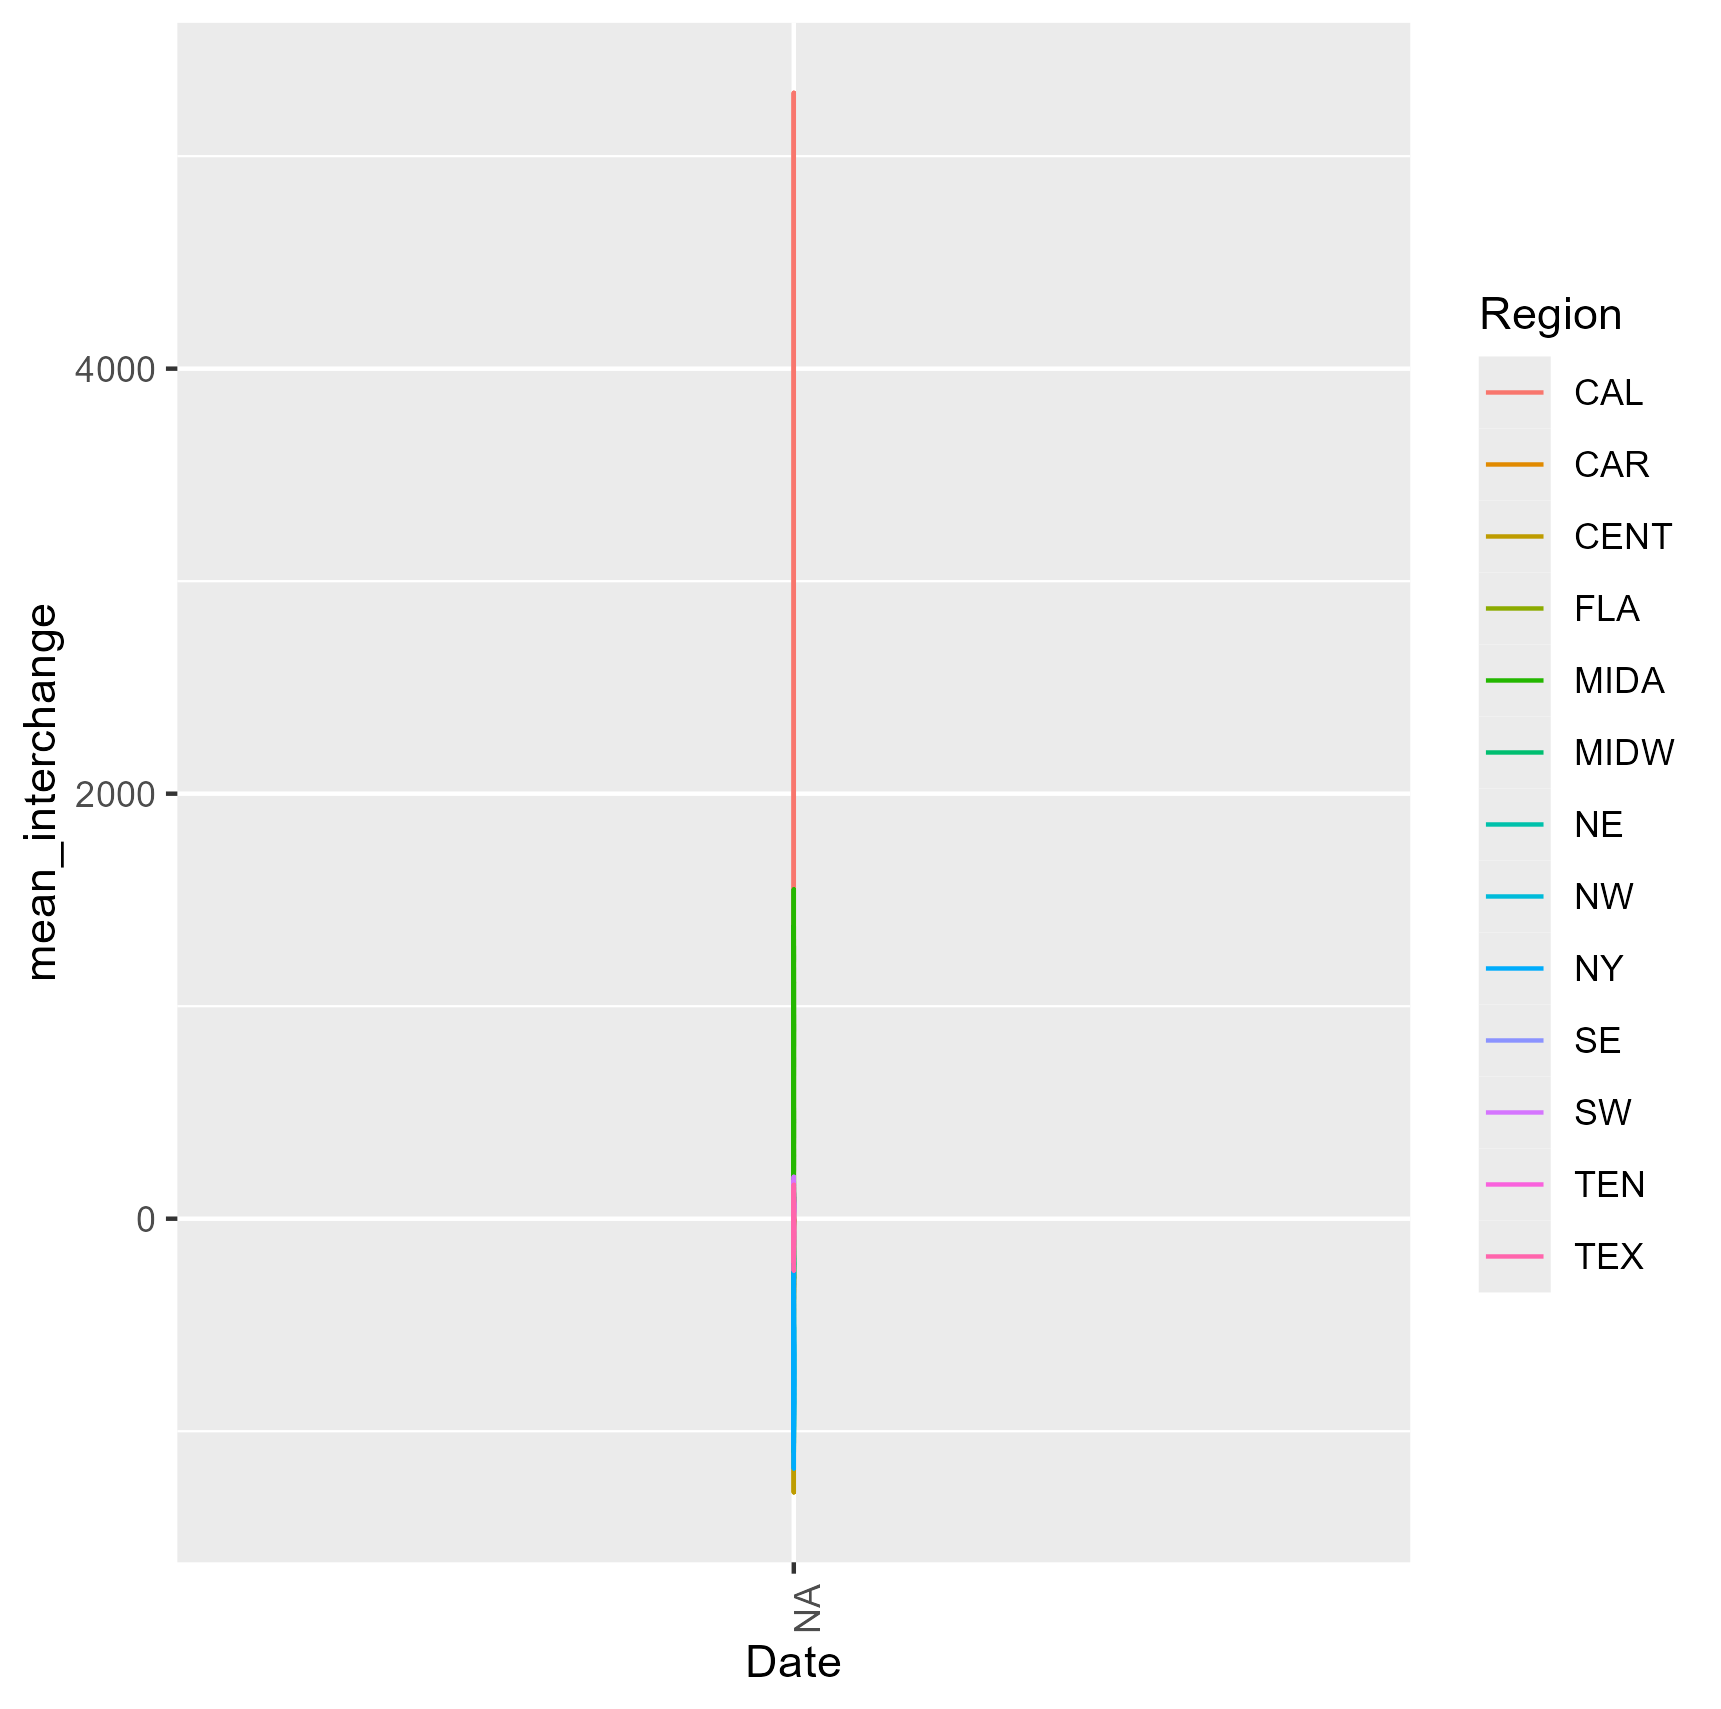 mean_interchange
4000
2000
0
NA
Date
Region
CAL
CAR
CENT
FLA
MIDA
MIDW
NE
NW
NY
SE
SW
TEN
TEX